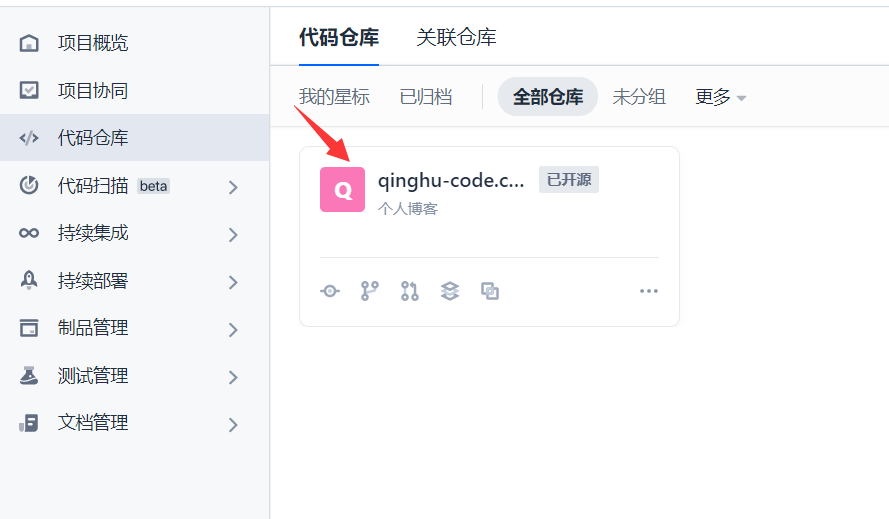 项目概览
项目协同
代码仓库
代码扫描 beta
持续集成
持续部署
制品管理
测试管理
文档管理
代码仓库 关联仓库
我的星标 已归档 全部仓库 未分组 更多
Q
qinghu-code.c... 已开源
个人博客